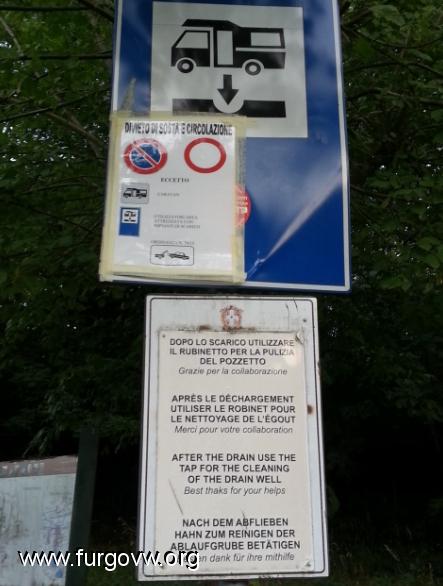 DIVIETO DI SOSTA E CIRCOLAZIONE
ECCETTO
CARAVAN
DOPO LO SCARICO UTILIZZARE
IL RUBINETTO PER LA PULIZIA
DEL POZZETTO
Grazie per la collaborazione
APRÈS LE DÉCHARGEMENT
UTILISER LE ROBINET POUR
LE NETTOYAGE DE L'ÉGOUT
Merci pour votre collaboration
AFTER THE DRAIN USE THE
TAP FOR THE CLEANING
OF THE DRAIN WELL
Best thaks for your helps
NACH DEM ABFLIEBEN
HAHN ZUM REINIGEN DER
ABLAUFGRUBE BETÄTIGEN
en dank für ihre mithilfe
www.furgovw.org